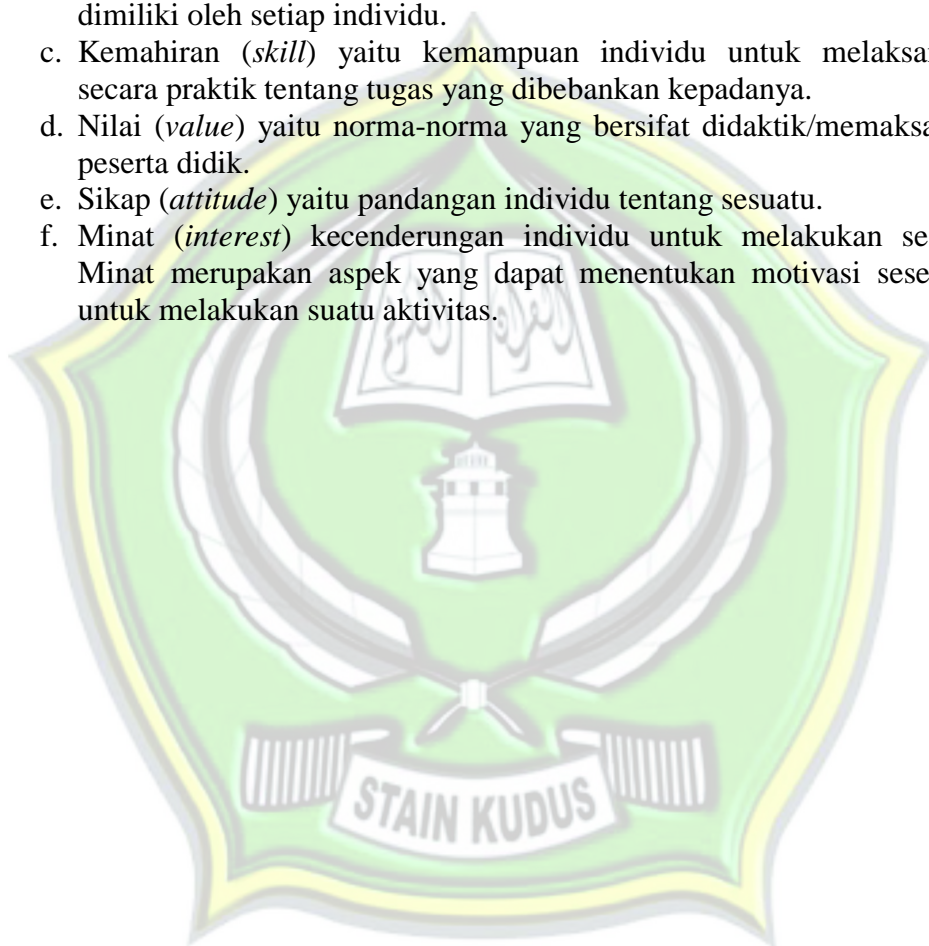 dimiliki oleh setiap individu.
c. Kemahiran (skill) yaitu kemampuan individu untuk melaksa
secara praktik tentang tugas yang dibebankan kepadanya.
d. Nilai (value) yaitu norma-norma yang bersifat didaktik/memaksa
peserta didik.
e. Sikap (attitude) yaitu pandangan individu tentang sesuatu.
f. Minat (interest) kecenderungan individu untuk melakukan se
Minat merupakan aspek yang dapat menentukan motivasi sese
untuk melakukan suatu aktivitas.
STAIN KUDUS